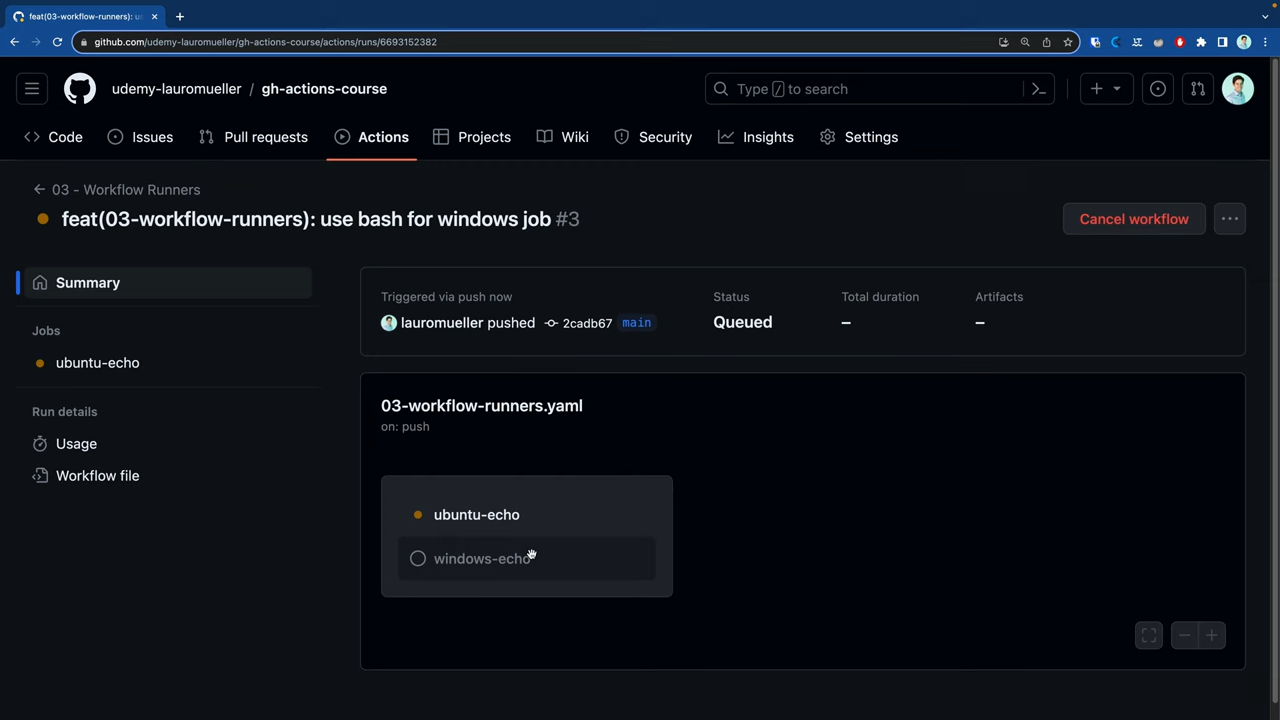 feat(03-workflow-runners): us
github.com/udemy-lauromueller/gh-actions-course/actions/runs/6693152382
udemy-lauromueller / gh-actions-course
Type / to search
Code Issues Pull requests Actions Projects Wiki Security Insights Settings
03 - Workflow Runners
feat(03-workflow-runners): use bash for windows job #3
Cancel workflow
Summary
Jobs
ubuntu-echo
Run details
Usage
Workflow file
Triggered via push now
lauromueller pushed 2cadb67 main
Status
Queued
Total duration
–
Artifacts
–
03-workflow-runners.yaml
on: push
ubuntu-echo
windows-echo